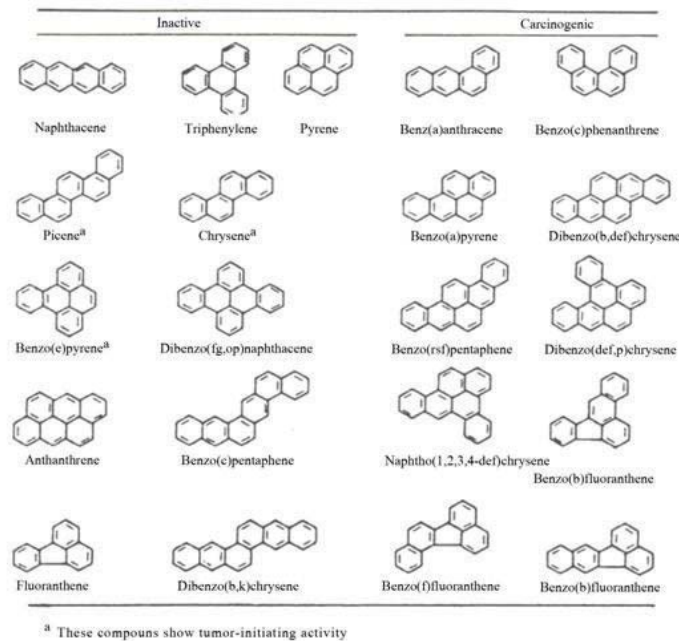 Inactive Carcinogenic
Naphthacene Triphenylene Pyrene Benz(a)anthracene Benzo(c)phenanthrene
Picene^a Chrysene^a Benzo(a)pyrene Dibenzo(b,def)chrysene
Benzo(e)pyrene^a Dibenzo(fg,op)naphthacene Benzo(rsf)pentaphene Dibenzo(def,p)chrysene
Anthanthrene Benzo(c)pentaphene Naphtho(1,2,3,4-def)chrysene
Benzo(b)fluoranthene
Fluoranthene Dibenzo(b,k)chrysene Benzo(f)fluoranthene Benzo(b)fluoranthene
a These compouns show tumor-initiating activity